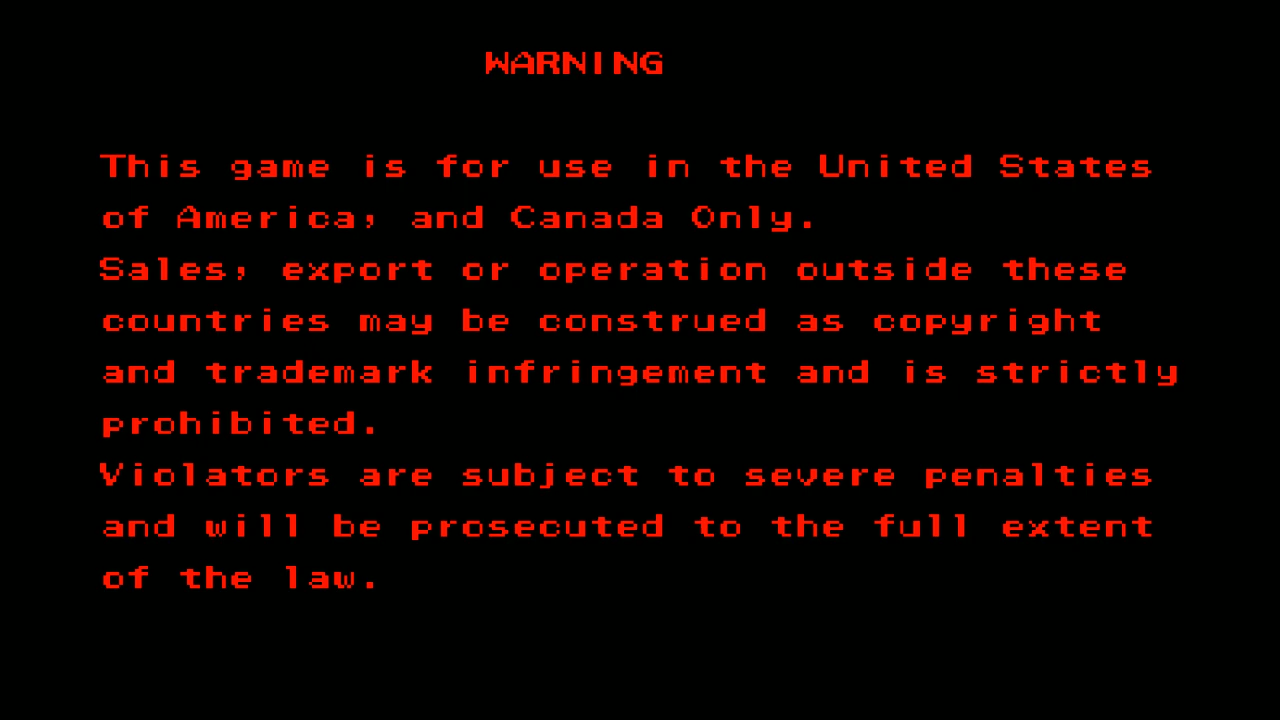 WARNING
This game is for use in the United States
of America, and Canada Only.
Sales, export or operation outside these
countries may be construed as copyright
and trademark infringement and is strictly
prohibited.
Violators are subject to severe penalties
and will be prosecuted to the full extent
of the law.